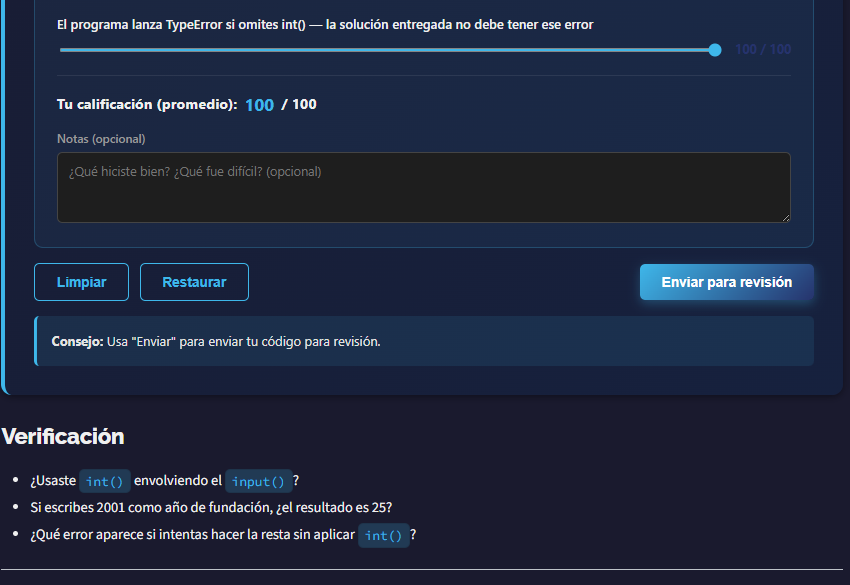 El programa lanza TypeError si omites int() — la solución entregada no debe tener ese error
100 / 100
Tu calificación (promedio): 100 / 100
Notas (opcional)
¿Qué hiciste bien? ¿Qué fue difícil? (opcional)
Limpiar Restaurar Enviar para revisión
Consejo: Usa "Enviar" para enviar tu código para revisión.
Verificación
¿Usaste int() envolviendo el input() ?
Si escribes 2001 como año de fundación, ¿el resultado es 25?
¿Qué error aparece si intentas hacer la resta sin aplicar int() ?